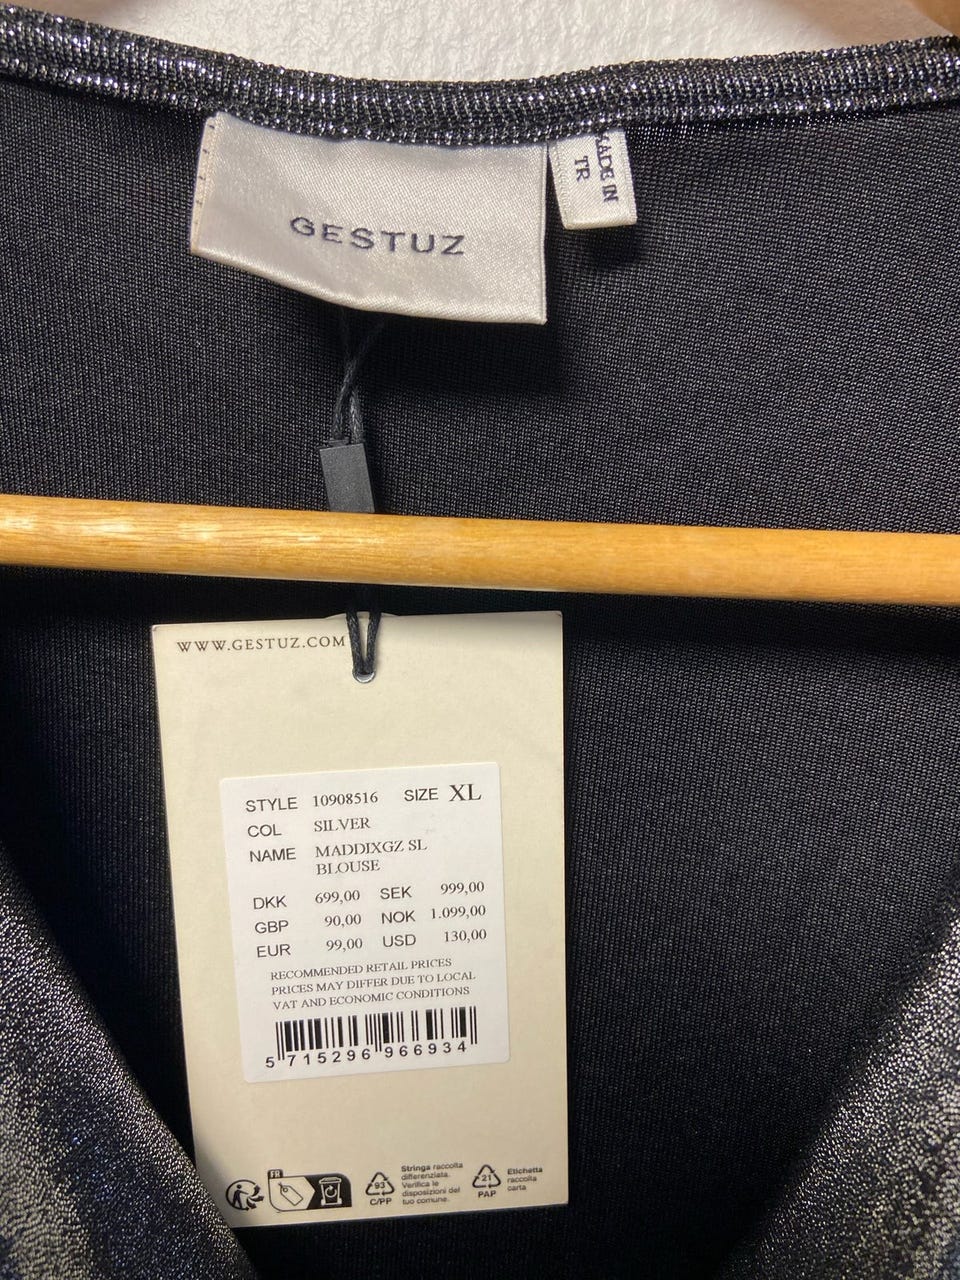 GESTUZ
MADE IN
TR
WWW.GESTUZ.COM
STYLE 10908516 SIZE XL
COL SILVER
NAME MADDIXGZ SL
BLOUSE
DKK 699,00 SEK 999,00
GBP 90,00 NOK 1.099,00
EUR 99,00 USD 130,00
RECOMMENDED RETAIL PRICES
PRICES MAY DIFFER DUE TO LOCAL
VAT AND ECONOMIC CONDITIONS
5 715296 966934
FR
93
C/PP
Stringa raccolta
differenziata.
Verifica le
disposizioni del
tuo comune.
21
PAP
Etichetta
raccolta
carta